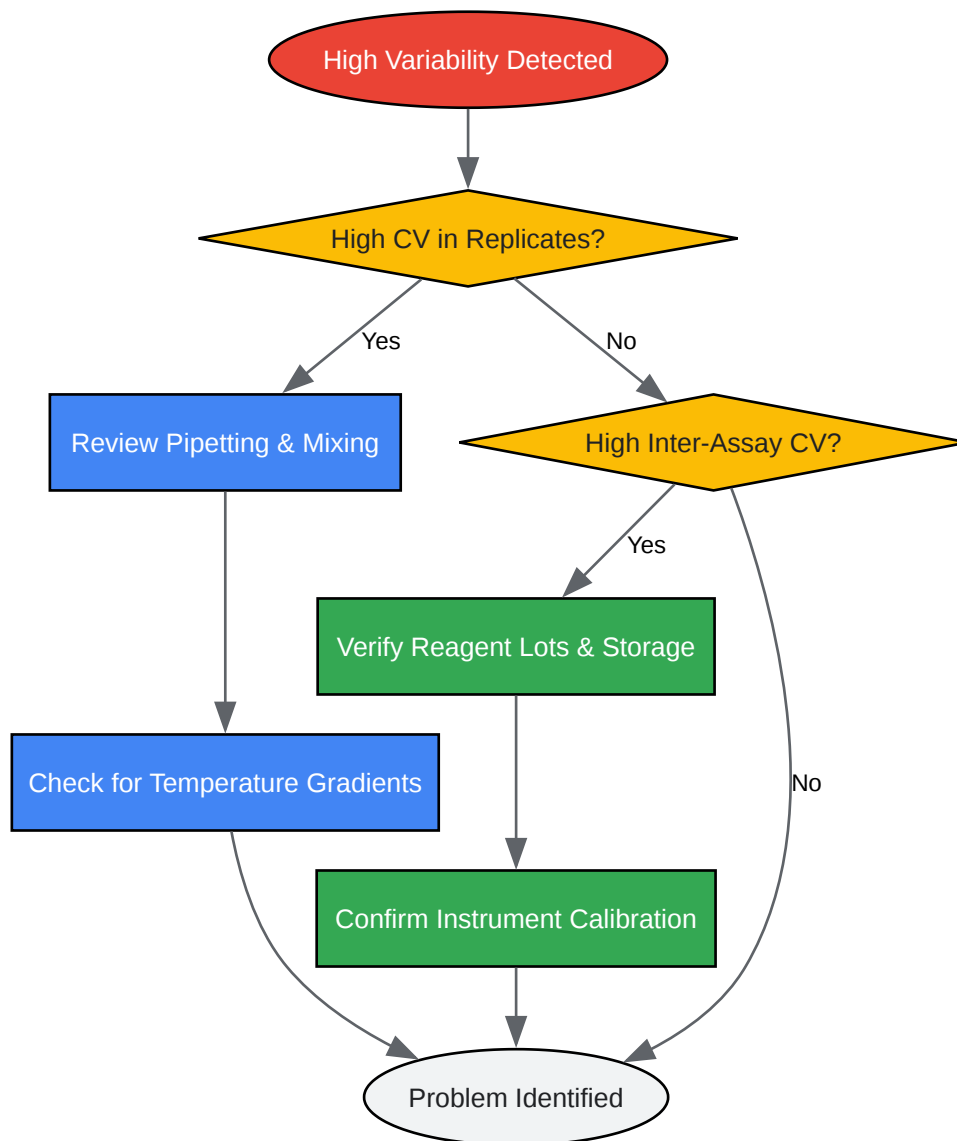 High Variability Detected
High CV in Replicates?
Yes
No
Review Pipetting & Mixing
High Inter-Assay CV?
Yes
Verify Reagent Lots & Storage
Check for Temperature Gradients
No
Confirm Instrument Calibration
Problem Identified